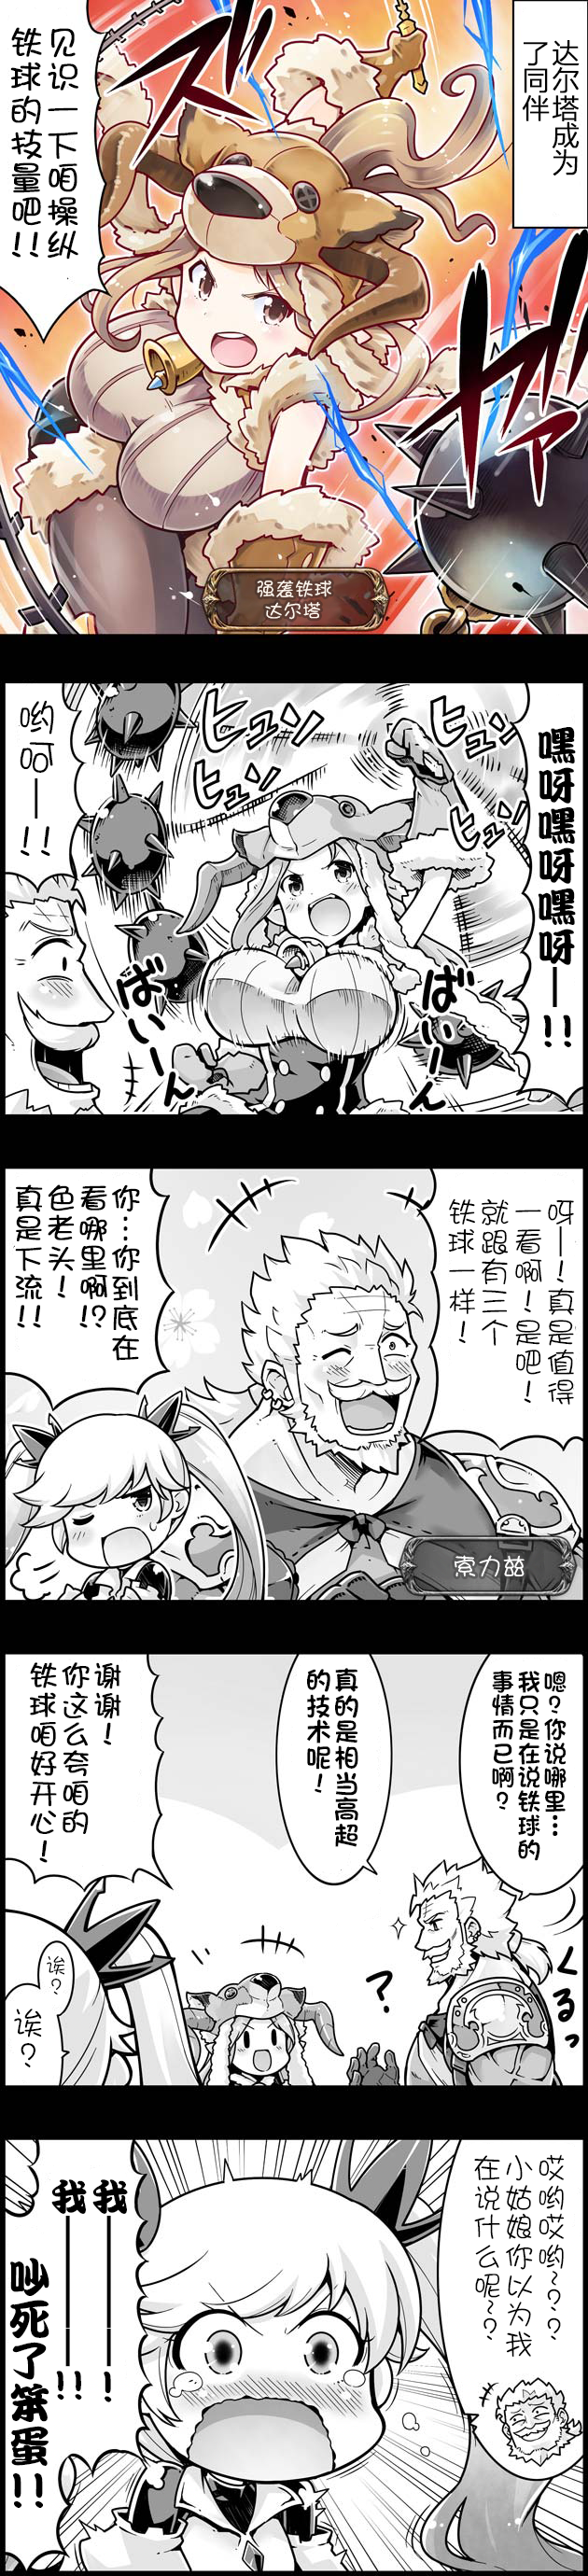 达尔塔成为
了同伴
见识一下咱操纵
铁球的技量吧!!
ドッ
ドァ
强袭铁球
达尔塔
嘿呀嘿呀嘿呀—!!
ヒュン
ヒュン
ヒュン
ヒュン
哟呵—!!
ばいーん
ばいーん
呀—!真是值得
一看啊!是吧!
就跟有三个
铁球一样!
你…你到底在
看哪里啊!?
色老头!
真是下流!!
索力兹
嗯?你说哪里…
我只是在说铁球的
事情而已啊?
くるっ
真的是相当高超
的技术呢!
?
谢谢!
你这么夸咱的
铁球咱好开心!
诶?
诶?
哎哟哎哟~??
小姑娘你以为我
在说什么呢~?
我——!
我——!!
吵死了笨蛋!!